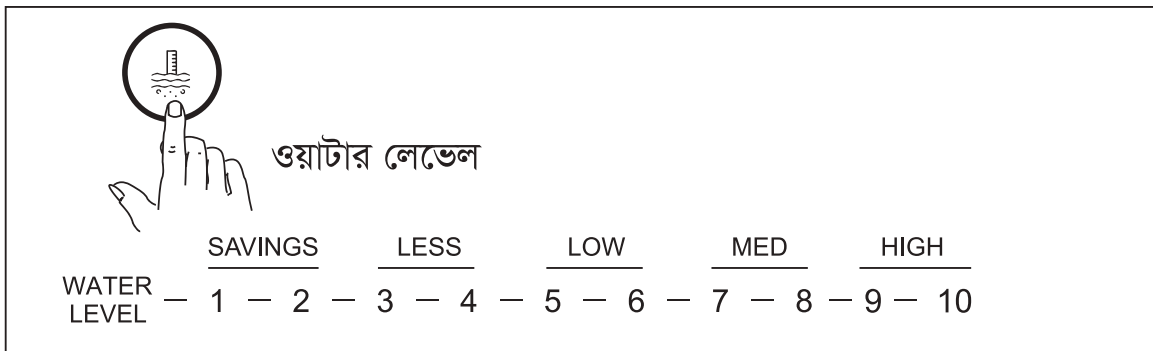 ওয়াটার লেভেল
SAVINGS LESS LOW MED HIGH
WATER LEVEL – 1 – 2 – 3 – 4 – 5 – 6 – 7 – 8 – 9 – 10